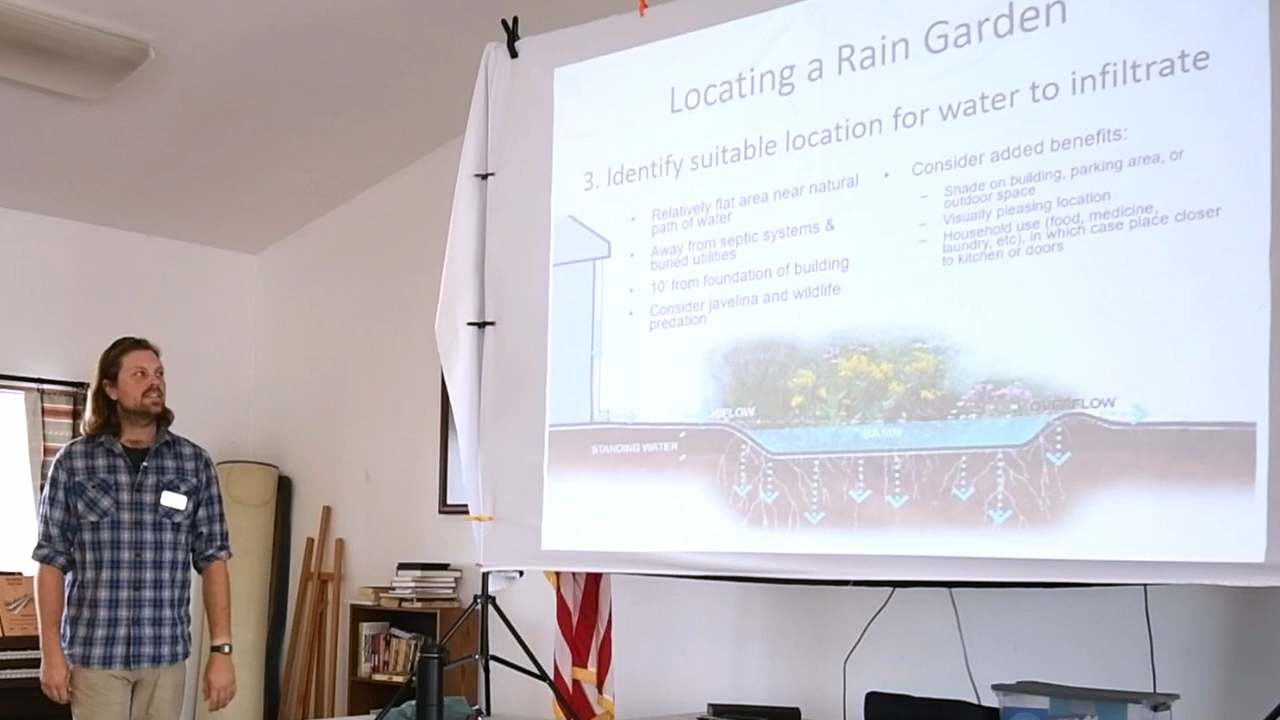 Locating a Rain Garden
3. Identify suitable location for water to infiltrate
• Relatively flat area near natural
path of water
• Away from septic systems &
buried utilities
• 10' from foundation of building
• Consider javelina and wildlife
predation
• Consider added benefits:
– Shade on building, parking area, or
outdoor space
– Visually pleasing location
– Household use (food, medicine,
laundry, etc), in which case place closer
to kitchen or doors
INFLOW
OVERFLOW
STANDING WATER
BASIN